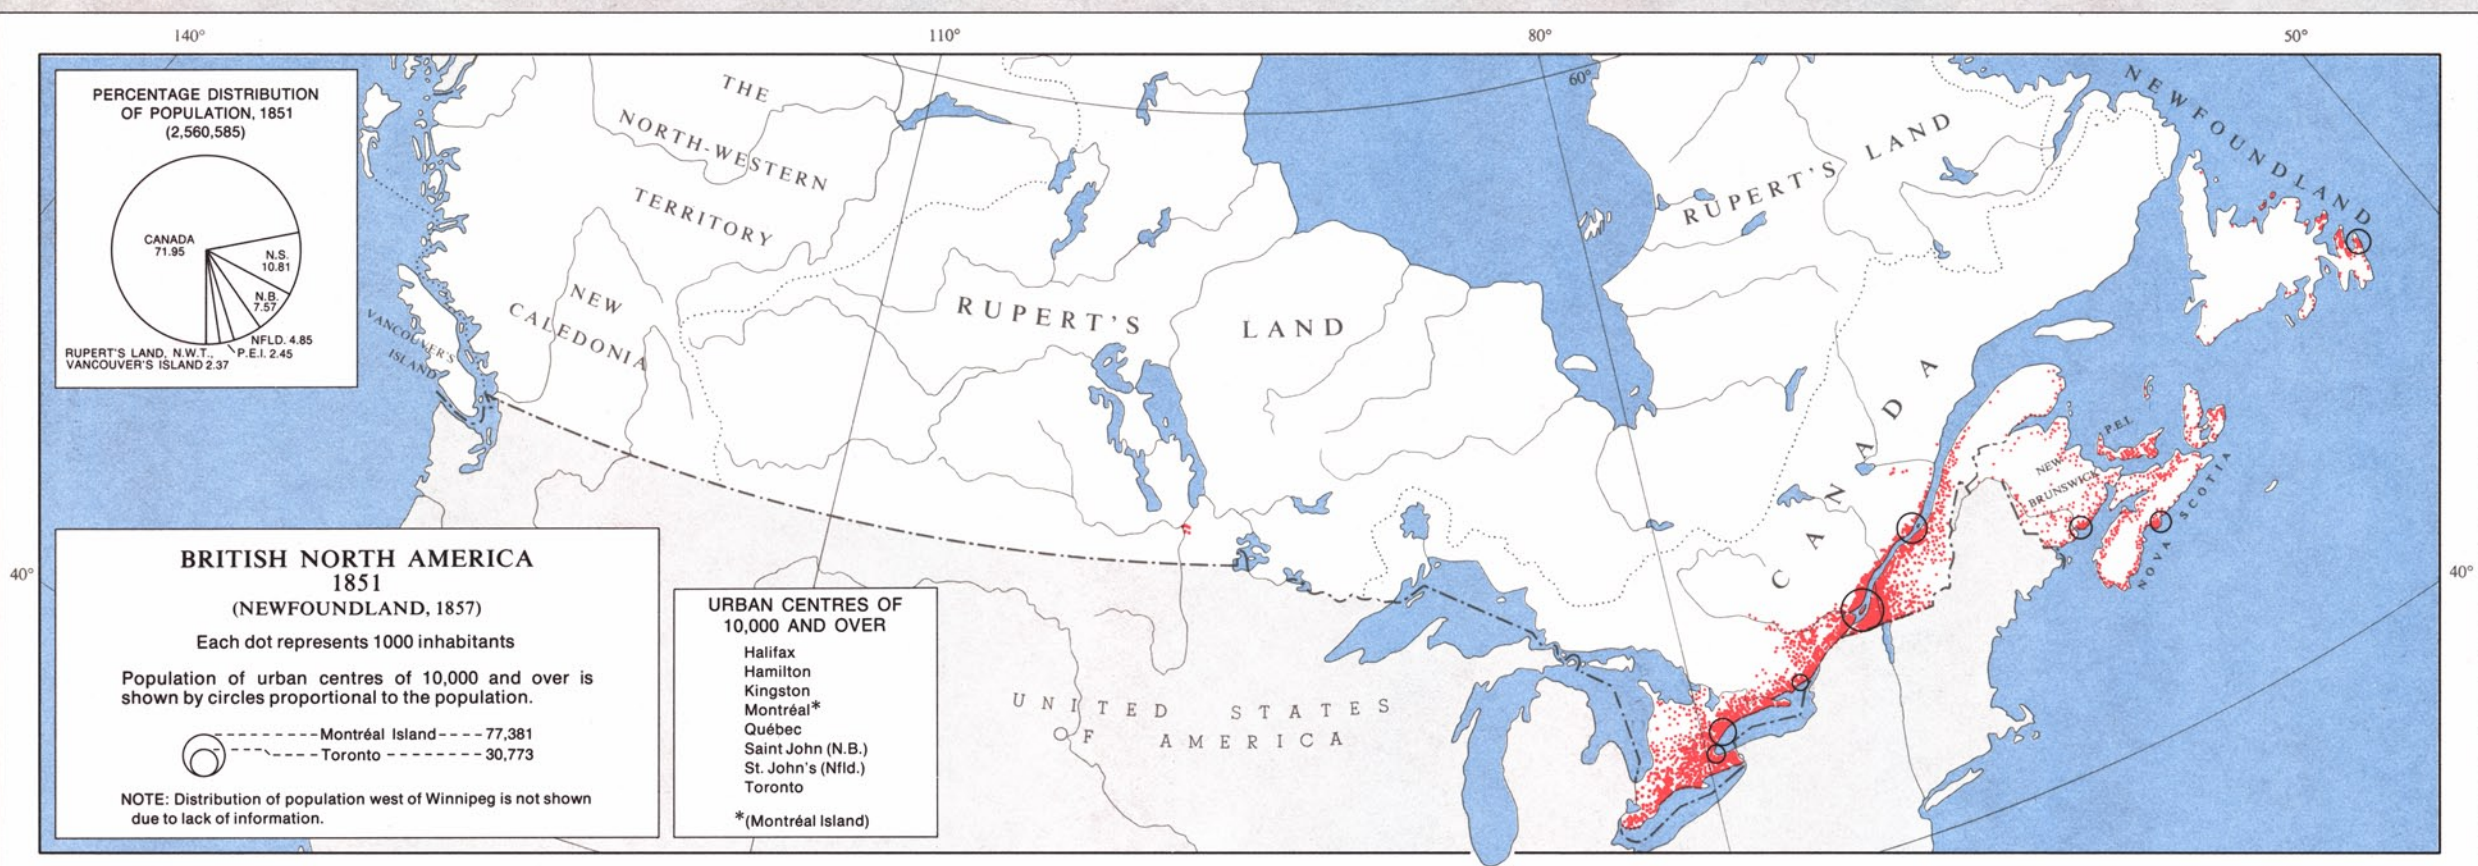 140°
110°
80°
50°
60°
PERCENTAGE DISTRIBUTION
OF POPULATION, 1851
(2,560,585)
CANADA
71.95
N.S.
10.81
N.B.
7.57
NFLD. 4.85
P.E.I. 2.45
RUPERT'S LAND, N.W.T.,
VANCOUVER'S ISLAND 2.37
THE
NORTH-WESTERN
TERRITORY
NEW
CALEDONIA
VANCOUVER'S
ISLAND
RUPERT'S LAND
RUPERT'S LAND
NEWFOUNDLAND
CANADA
P.E.I.
NEW
BRUNSWICK
NOVA SCOTIA
UNITED STATES
OF AMERICA
40°
40°
BRITISH NORTH AMERICA
1851
(NEWFOUNDLAND, 1857)
Each dot represents 1000 inhabitants
Population of urban centres of 10,000 and over is
shown by circles proportional to the population.
Montréal Island 77,381
Toronto 30,773
NOTE: Distribution of population west of Winnipeg is not shown
due to lack of information.
URBAN CENTRES OF
10,000 AND OVER
Halifax
Hamilton
Kingston
Montréal*
Québec
Saint John (N.B.)
St. John's (Nfld.)
Toronto
*(Montréal Island)